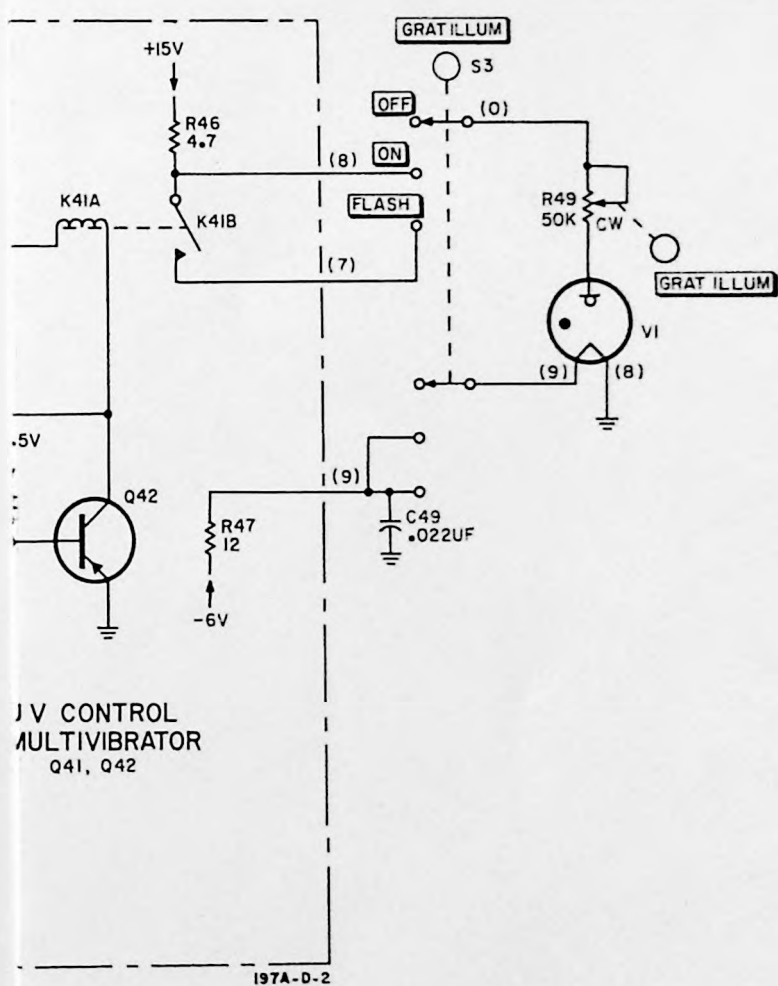 GRAT ILLUM
S3
+15V
OFF
(0)
R46
4.7
(8)
ON
K41A
K41B
FLASH
R49
50K
CW
(7)
GRAT ILLUM
V1
(9)
(8)
.5V
Q42
(9)
R47
12
C49
.022UF
-6V
V CONTROL
MULTIVIBRATOR
Q41, Q42
197A-D-2